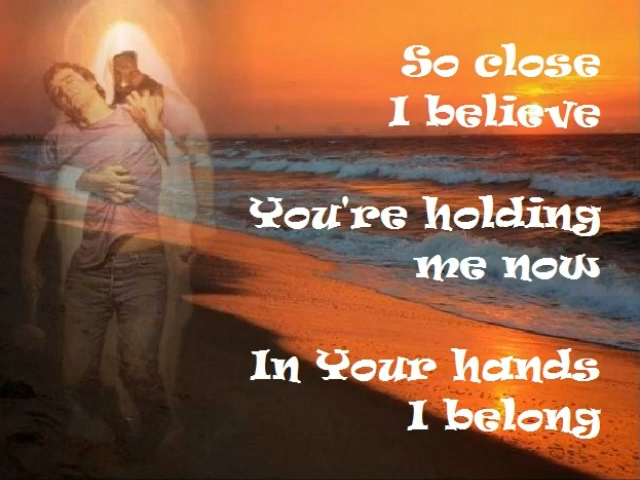 So close
I believe
You're holding
me now
In Your hands
I belong